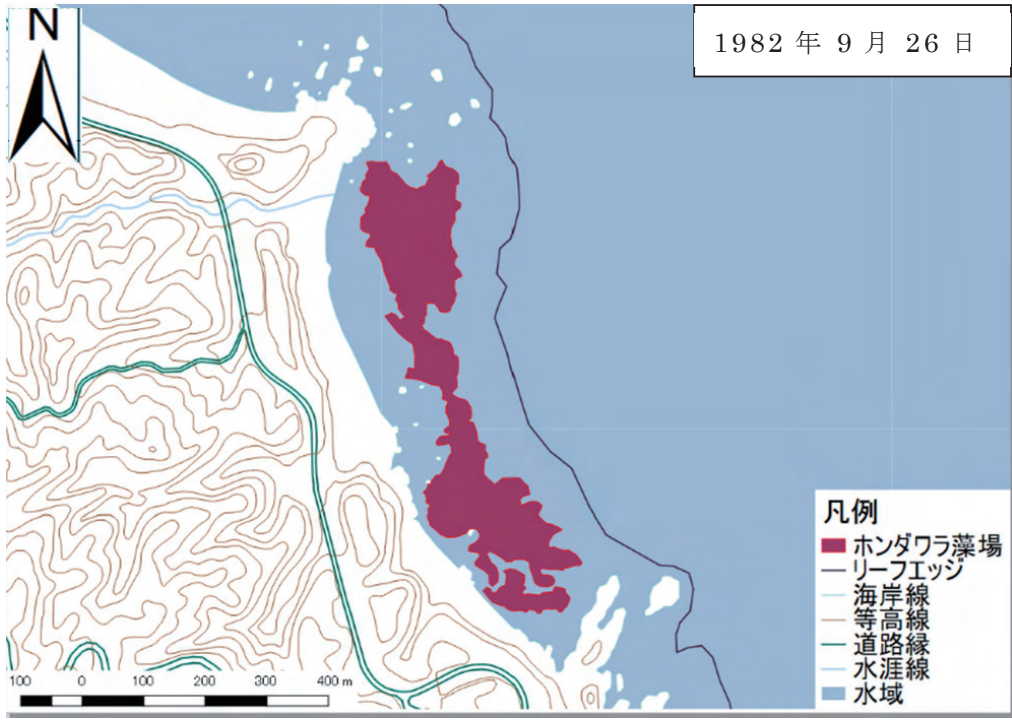 N
1982 年 9 月 26 日
凡例
ホンダワラ藻場
リーフエッジ
海岸線
等高線
道路縁
水涯線
水域
100 0 100 200 300 400 m